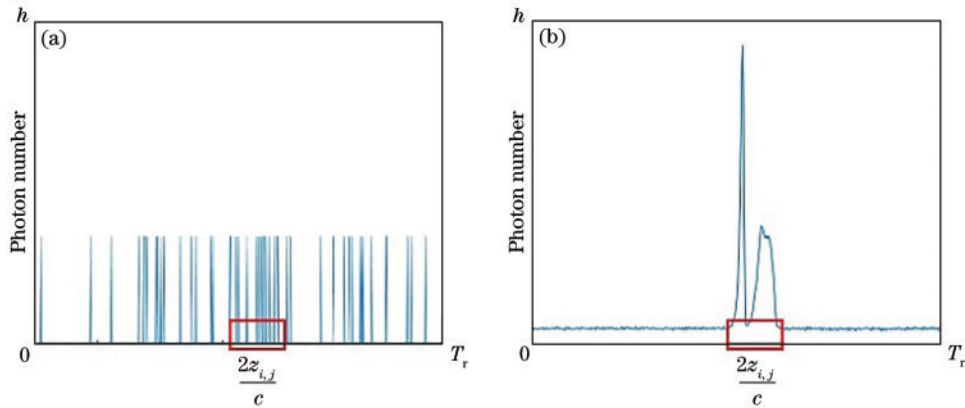 h
(a)
Photon number
0
2z_{i,j}
c
T_r
h
(b)
Photon number
0
2z_{i,j}
c
T_r